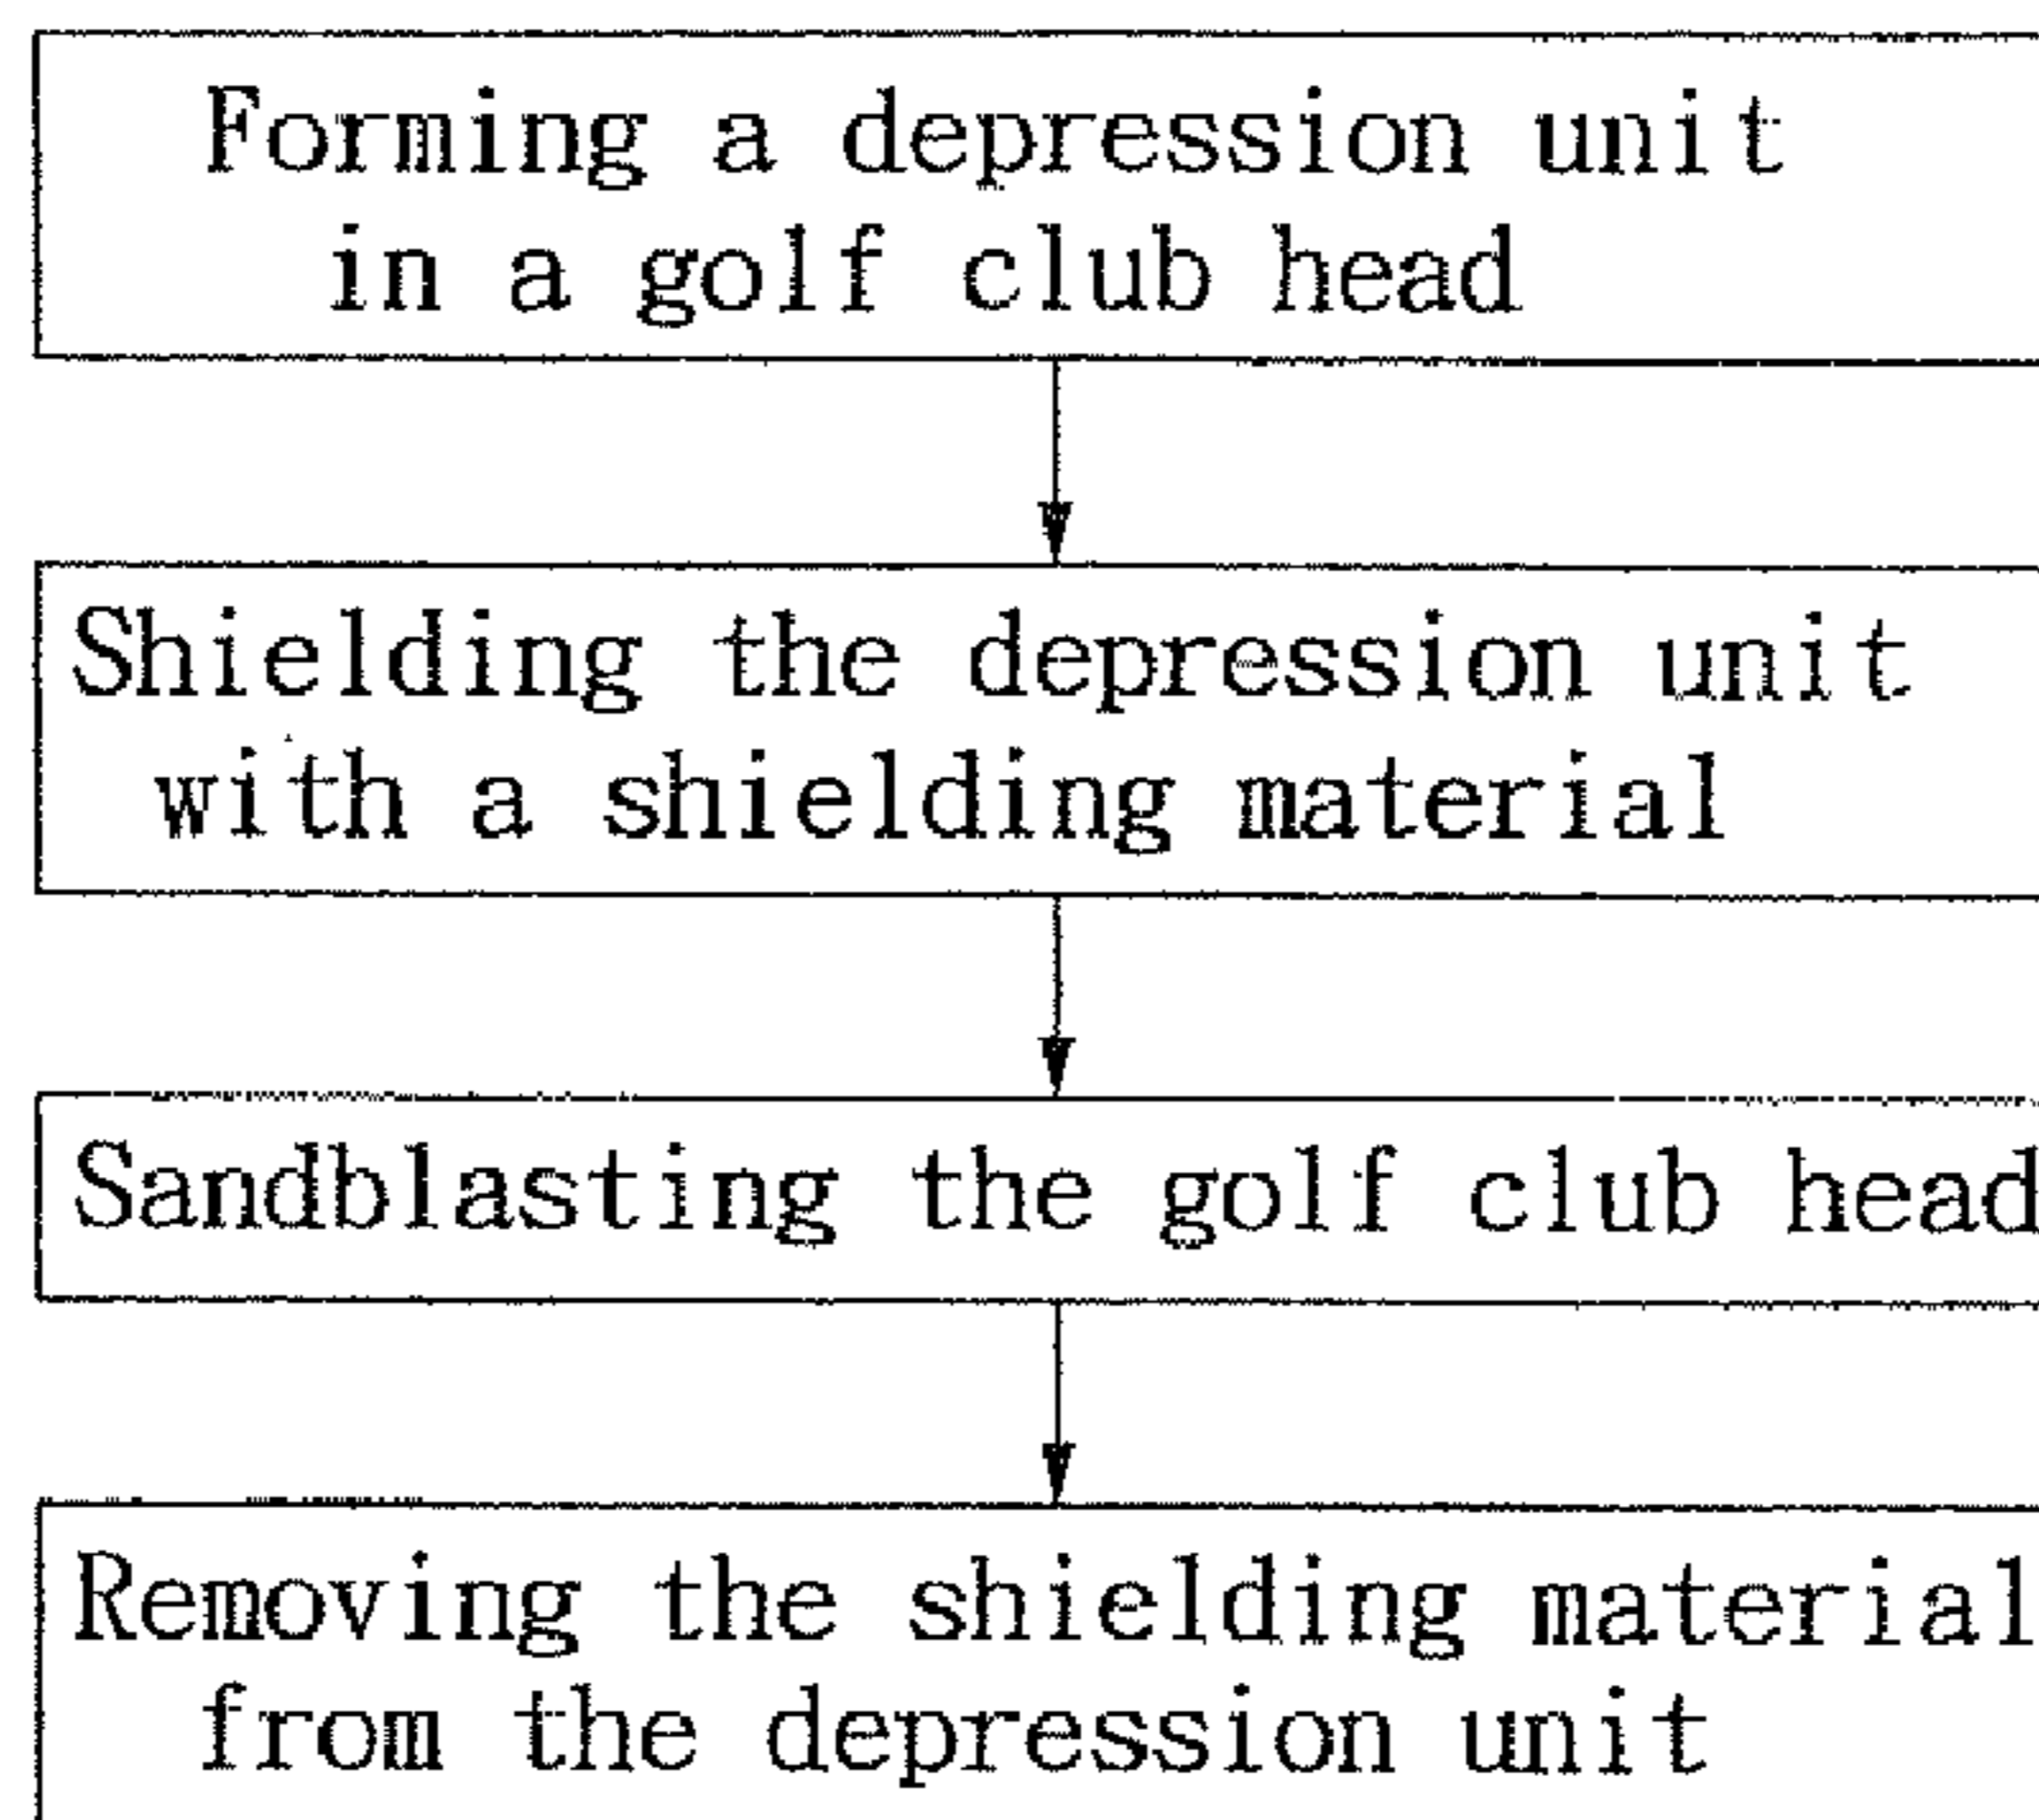 Forming a depression unit
in a golf club head
Shielding the depression unit
with a shielding material
Sandblasting the golf club head
Removing the shielding material
from the depression unit